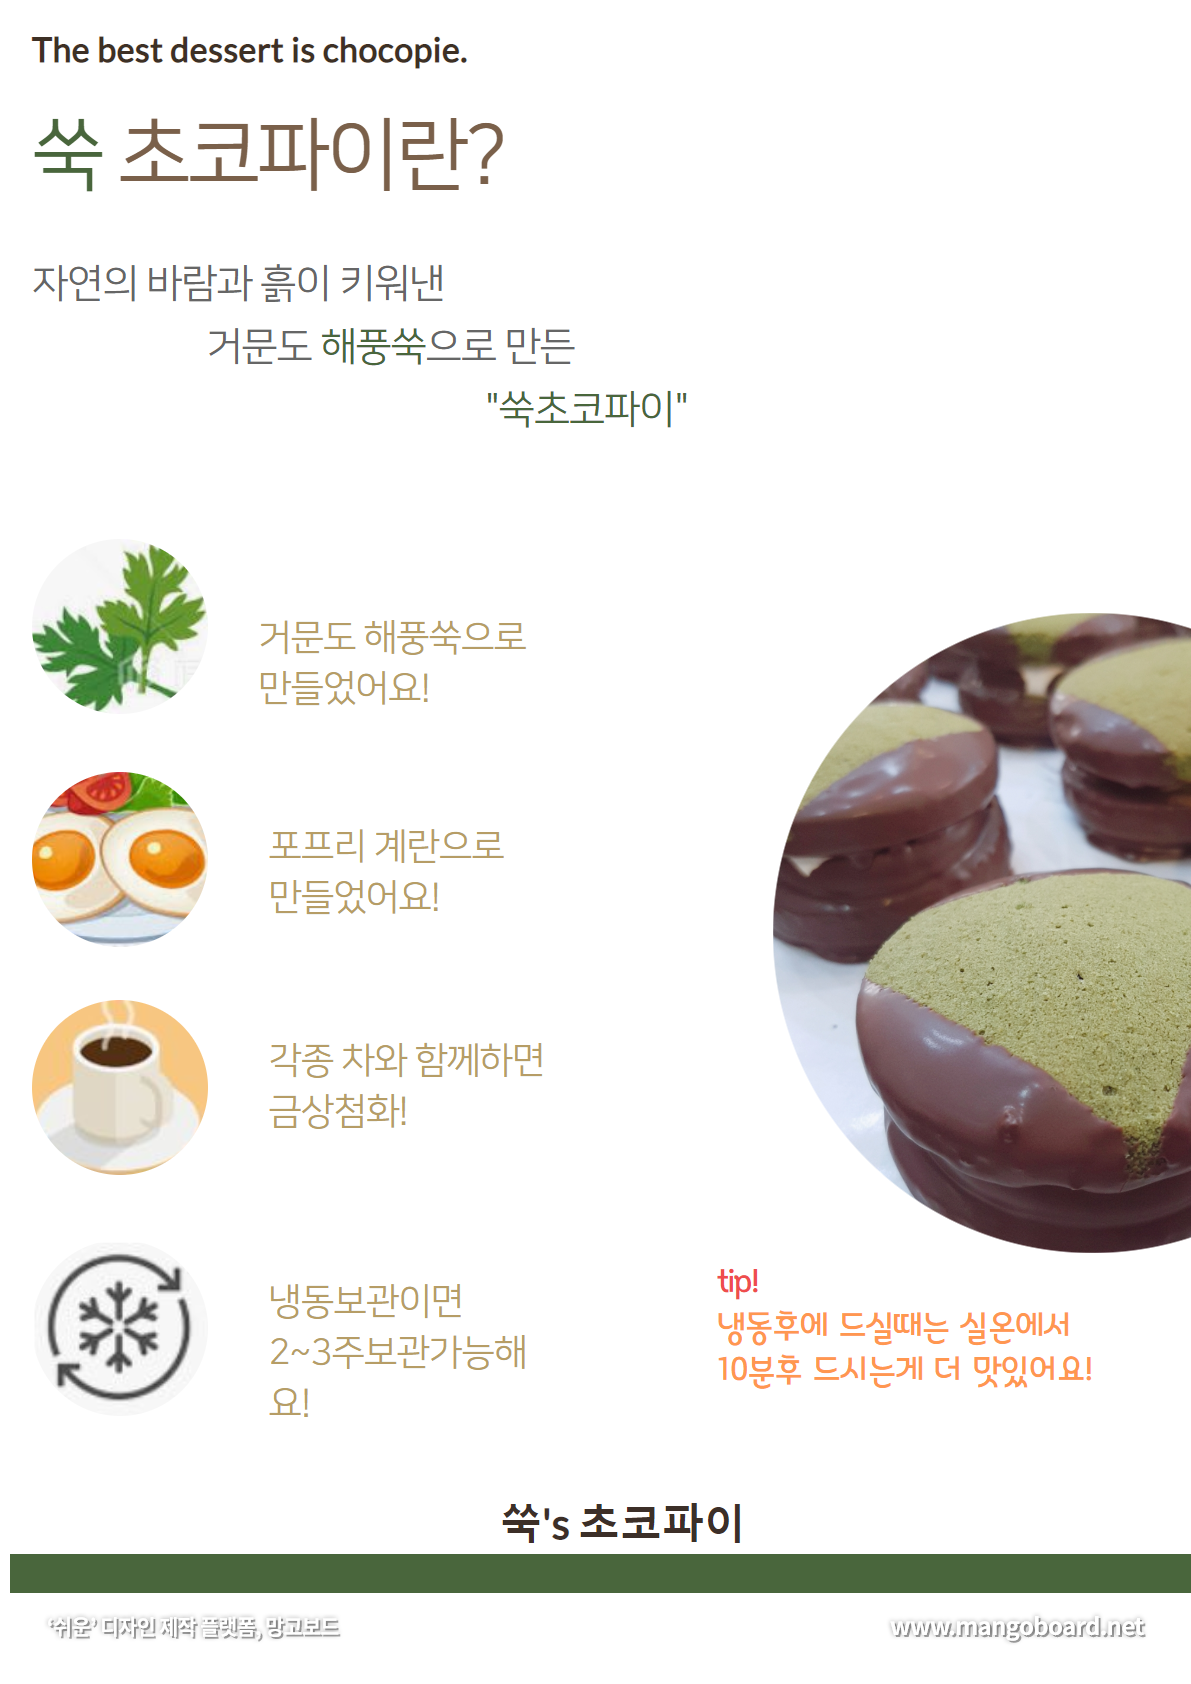 The best dessert is chocopie.
쑥 초코파이란?
자연의 바람과 흙이 키워낸
거문도 해풍쑥으로 만든
"쑥초코파이"
거문도 해풍쑥으로
만들었어요!
포프리 계란으로
만들었어요!
각종 차와 함께하면
금상첨화!
냉동보관이면
2~3주보관가능해
요!
tip!
냉동후에 드실때는 실온에서
10분후 드시는게 더 맛있어요!
쑥's 초코파이
'쉬운' 디자인 제작 플랫폼, 망고보드
www.mangoboard.net